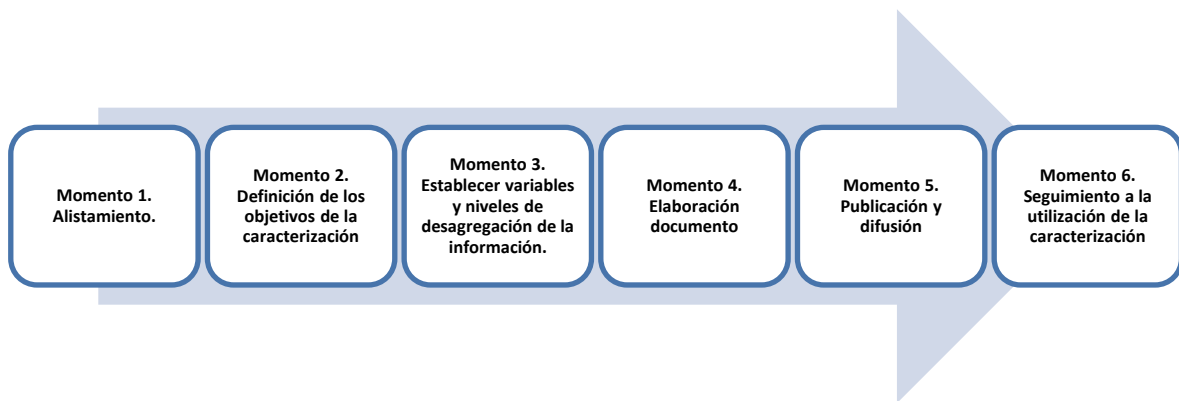 Momento 1.
Alistamiento.
Momento 2.
Definición de los
objetivos de la
caracterización
Momento 3.
Establecer variables
y niveles de
desagregación de la
información.
Momento 4.
Elaboración
documento
Momento 5.
Publicación y
difusión
Momento 6.
Seguimiento a la
utilización de la
caracterización